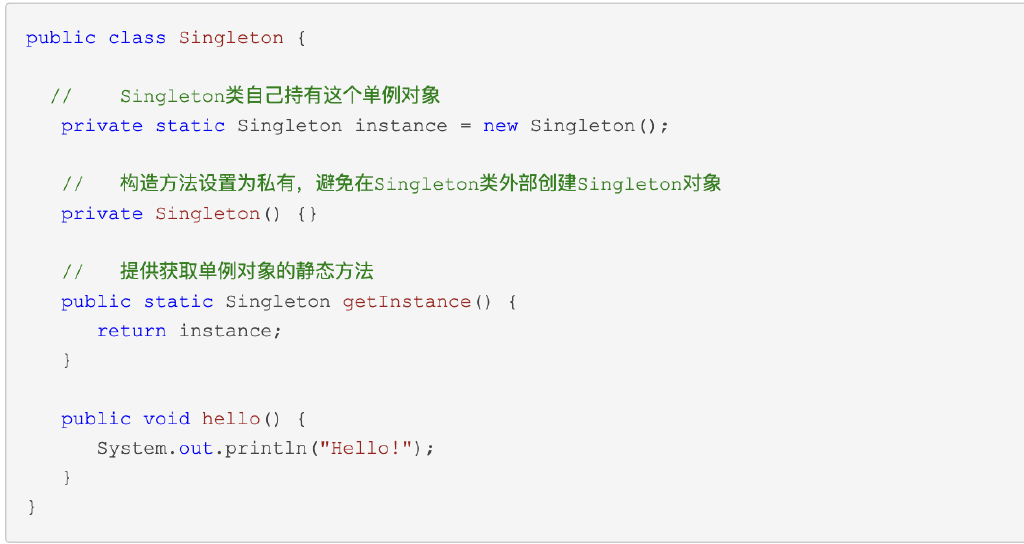 public class Singleton {
//    Singleton类自己持有这个单例对象
private static Singleton instance = new Singleton();
//   构造方法设置为私有，避免在Singleton类外部创建Singleton对象
private Singleton() {}
//   提供获取单例对象的静态方法
public static Singleton getInstance() {
return instance;
}
public void hello() {
System.out.println("Hello!");
}
}